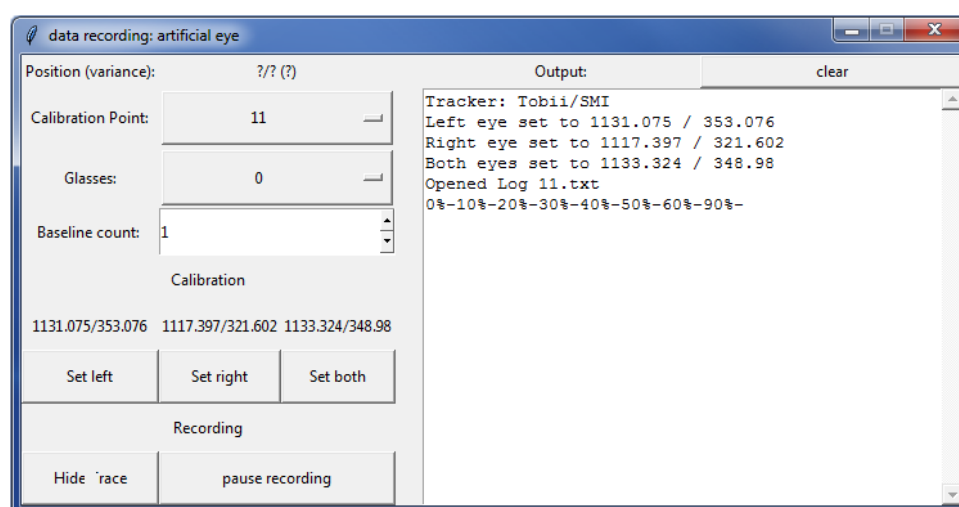 data recording: artificial eye
Position (variance): ?/? (?) Output: clear
Calibration Point: 11
Glasses: 0
Baseline count: 1
Calibration
1131.075/353.076 1117.397/321.602 1133.324/348.98
Set left Set right Set both
Recording
Hide race pause recording
Tracker: Tobii/SMI
Left eye set to 1131.075 / 353.076
Right eye set to 1117.397 / 321.602
Both eyes set to 1133.324 / 348.98
Opened Log 11.txt
0%-10%-20%-30%-40%-50%-60%-90%-